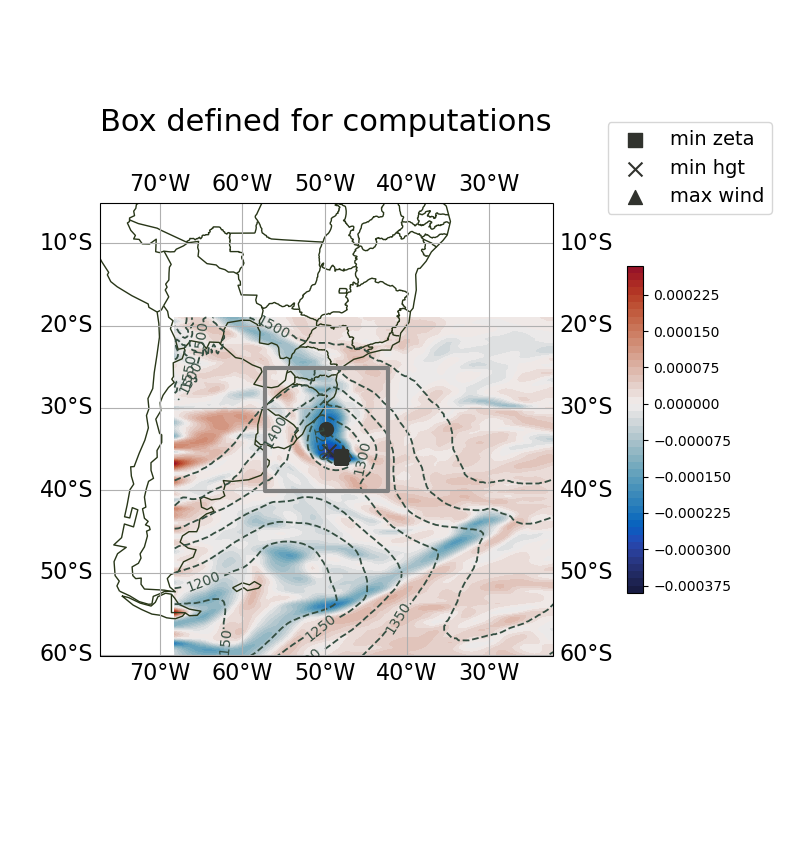 Box defined for computations
min zeta
min hgt
max wind
70°W 60°W 50°W 40°W 30°W
10°S 10°S
20°S 20°S
30°S 30°S
40°S 40°S
50°S 50°S
60°S 60°S
70°W 60°W 50°W 40°W 30°W
1500
1500
1400
1300
1200
1250
1350
0.000225
0.000150
0.000075
0.000000
−0.000075
−0.000150
−0.000225
−0.000300
−0.000375